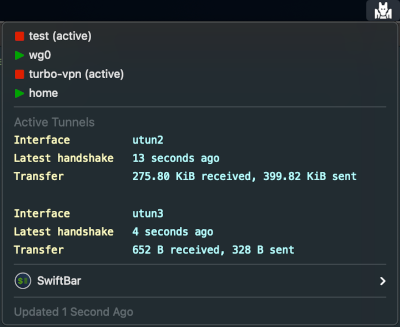 test (active)
wg0
turbo-vpn (active)
home
Active Tunnels
Interface utun2
Latest handshake 13 seconds ago
Transfer 275.80 KiB received, 399.82 KiB sent
Interface utun3
Latest handshake 4 seconds ago
Transfer 652 B received, 328 B sent
SwiftBar
Updated 1 Second Ago